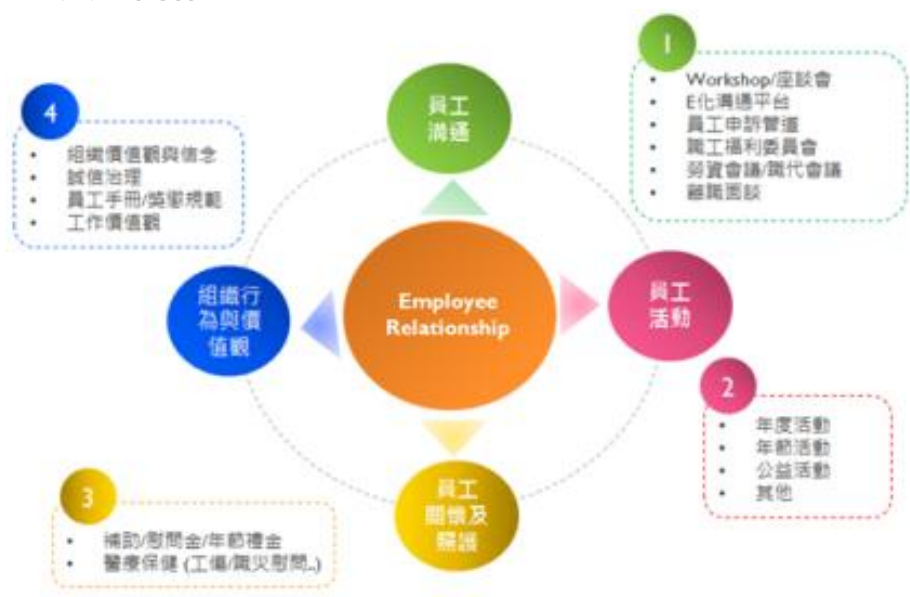 1
• Workshop/座談會
• E化溝通平台
• 員工申訴管道
• 職工福利委員會
• 勞資會議/職代會議
• 離職面談
員工
溝通
4
• 組織價值觀與信念
• 誠信治理
• 員工手冊/獎懲規範
• 工作價值觀
組織行
為與價
值觀
Employee
Relationship
員工
活動
2
• 年度活動
• 年節活動
• 公益活動
• 其他
員工
關懷及
照護
3
• 補助/慰問金/年節禮金
• 醫療保健 (工傷/職災慰問..)